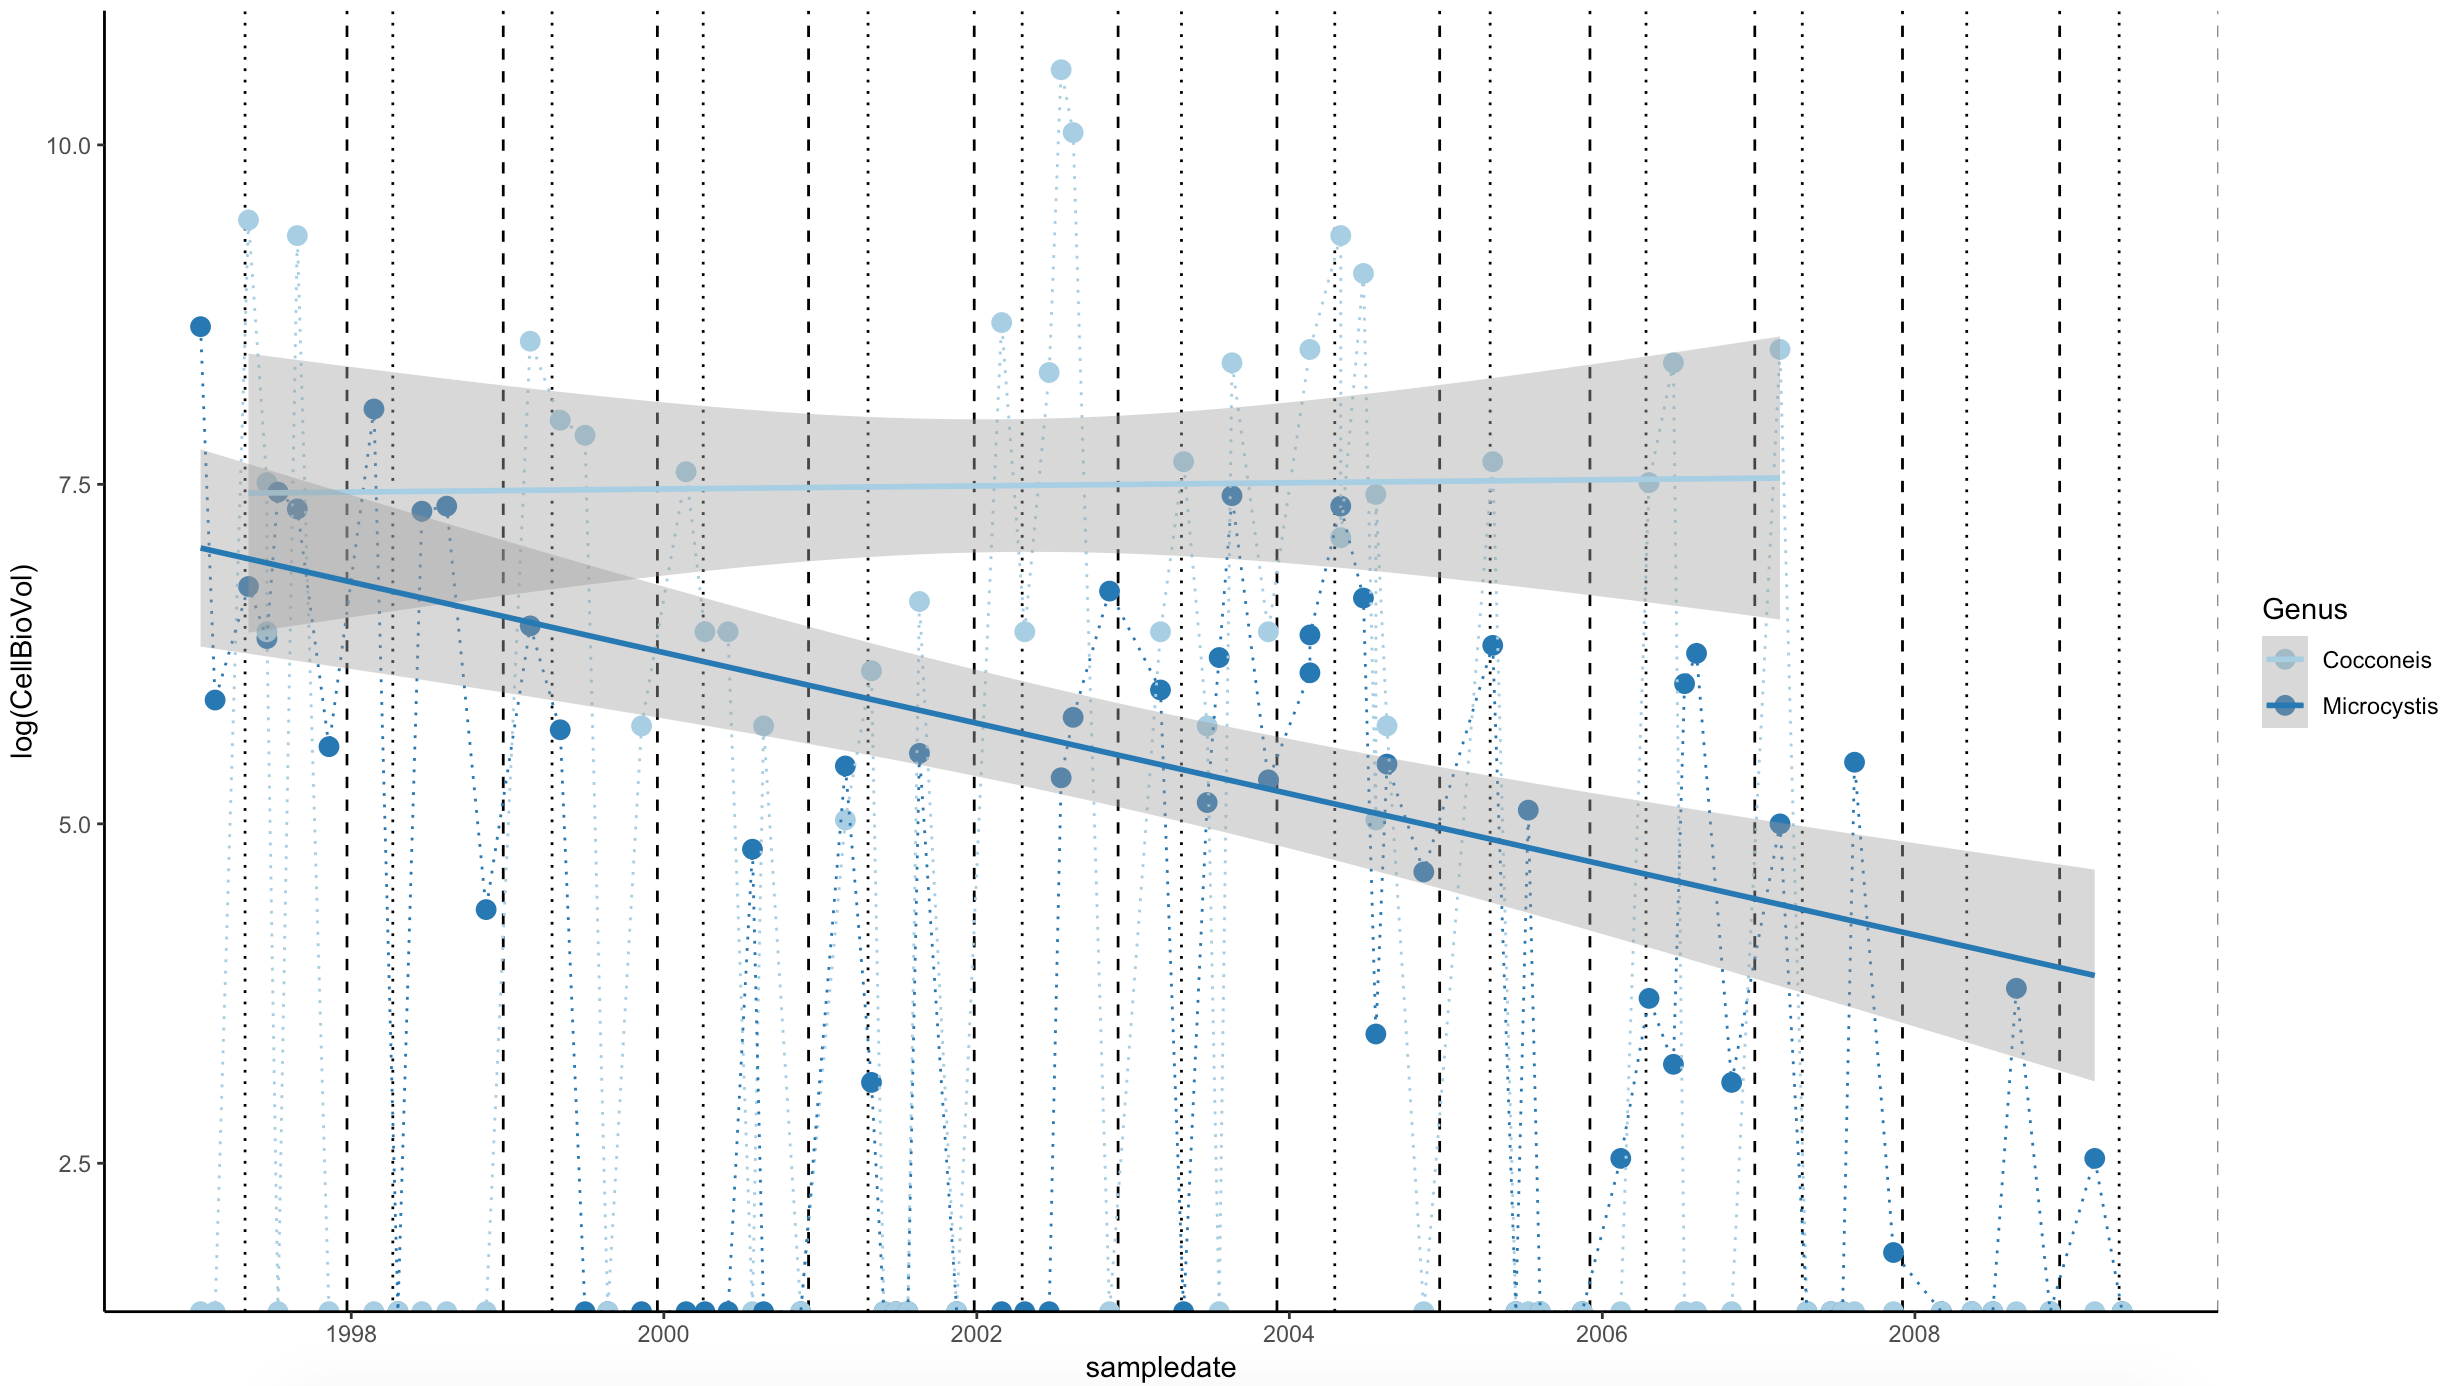 log(CellBioVol)
10.0
7.5
5.0
2.5
1998 2000 2002 2004 2006 2008
sampledate
Genus
Cocconeis
Microcystis